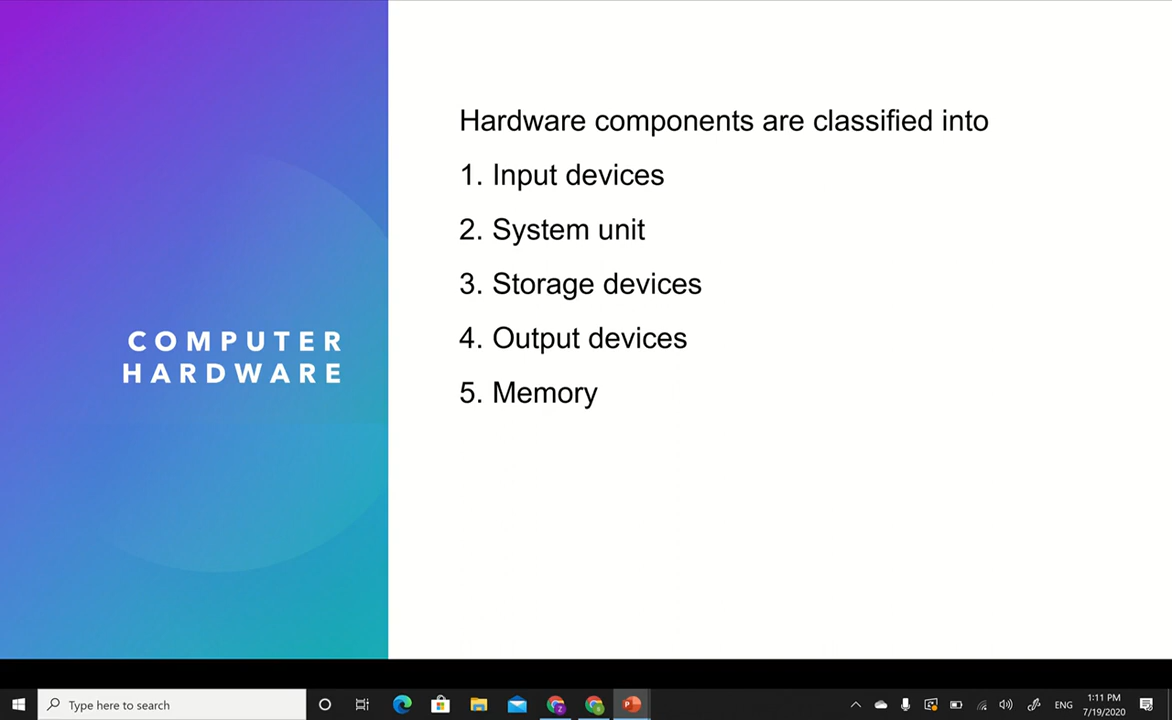 COMPUTER
HARDWARE
Hardware components are classified into
1. Input devices
2. System unit
3. Storage devices
4. Output devices
5. Memory
Type here to search
ENG
1:11 PM
7/19/2020